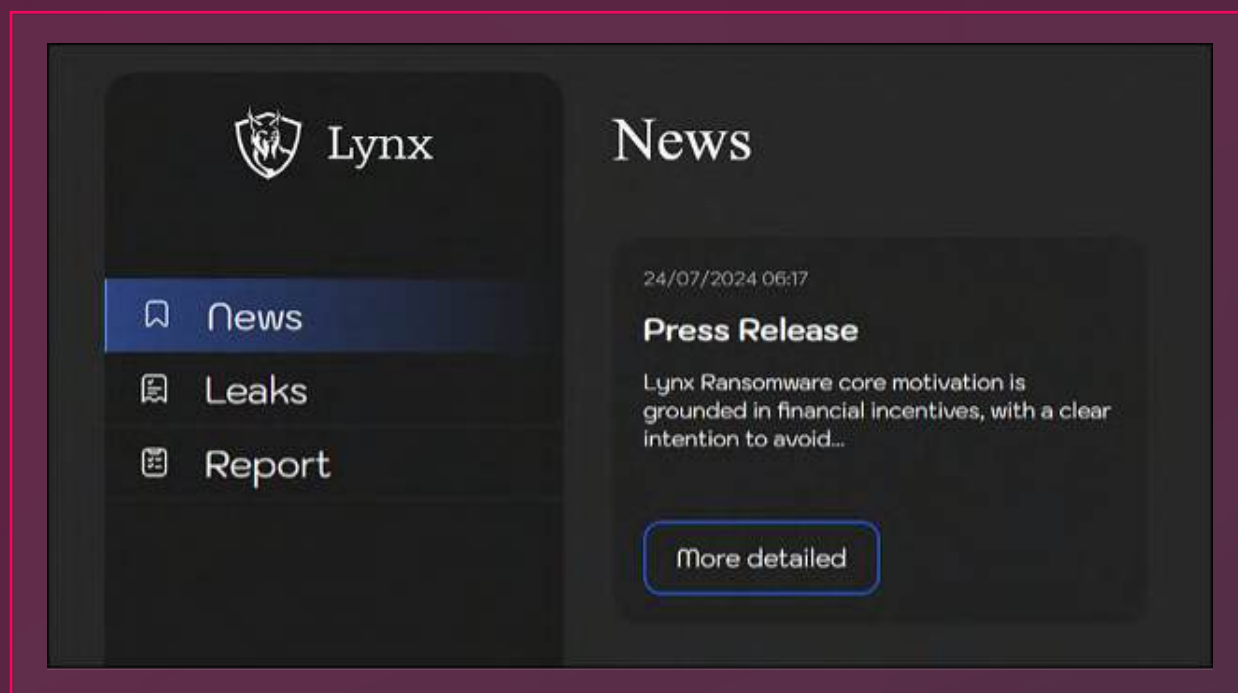 Lynx
News
Leaks
Report
News
24/07/2024 06:17
Press Release
Lynx Ransomware core motivation is
grounded in financial incentives, with a clear
intention to avoid...
More detailed